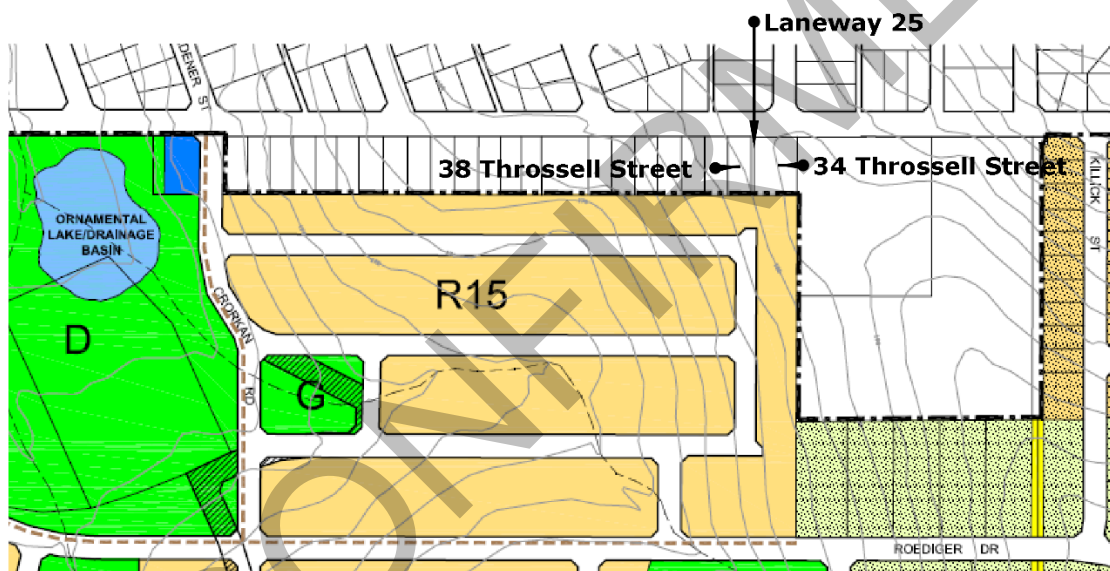 Laneway 25
DENER ST
38 Throssell Street
34 Throssell Street
KILLICK ST
ORNAMENTAL
LAKE/DRAINAGE
BASIN
R15
CRORKAN
RD
D
G
ROEDIGER DR
ONFIRME